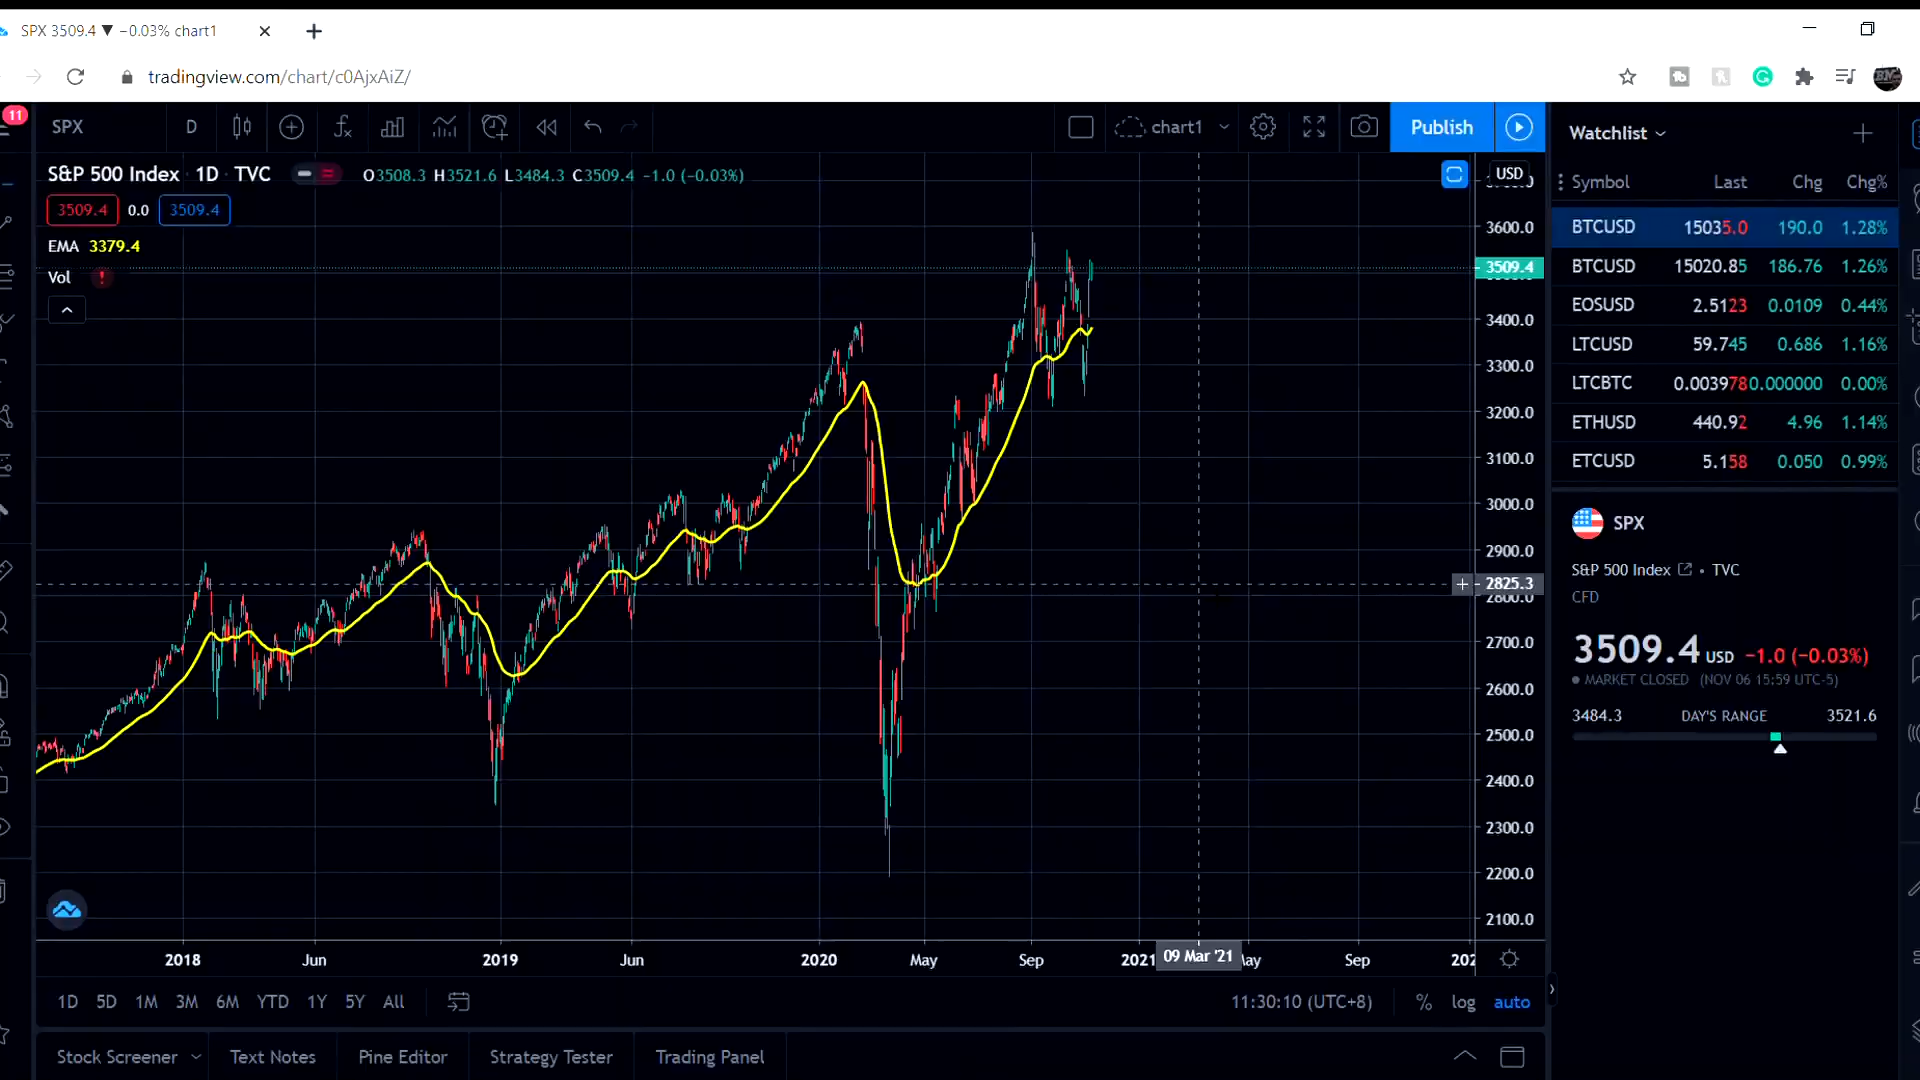 SPX 3509.4 ▼ −0.03% chart1
tradingview.com/chart/c0AjxAiZ/
11
SPX D chart1 Publish
Watchlist
S&P 500 Index 1D TVC O3508.3 H3521.6 L3484.3 C3509.4 −1.0 (−0.03%)
USD
3509.4 0.0 3509.4
EMA 3379.4
Vol !
Symbol Last Chg Chg%
BTCUSD 15035.0 190.0 1.28%
BTCUSD 15020.85 186.76 1.26%
EOSUSD 2.5123 0.0109 0.44%
LTCUSD 59.745 0.686 1.16%
LTCBTC 0.003978 0.000000 0.00%
ETHUSD 440.92 4.96 1.14%
ETCUSD 5.158 0.050 0.99%
3600.0
3509.4
3400.0
3300.0
3200.0
3100.0
3000.0
2900.0
2825.3
2800.0
2700.0
2600.0
2500.0
2400.0
2300.0
2200.0
2100.0
SPX
S&P 500 Index • TVC
CFD
3509.4 USD −1.0 (−0.03%)
MARKET CLOSED (NOV 06 15:59 UTC-5)
3484.3 DAY'S RANGE 3521.6
2018 Jun 2019 Jun 2020 May Sep 2021 09 Mar '21 Sep
1D 5D 1M 3M 6M YTD 1Y 5Y All 11:30:10 (UTC+8) % log auto
Stock Screener Text Notes Pine Editor Strategy Tester Trading Panel